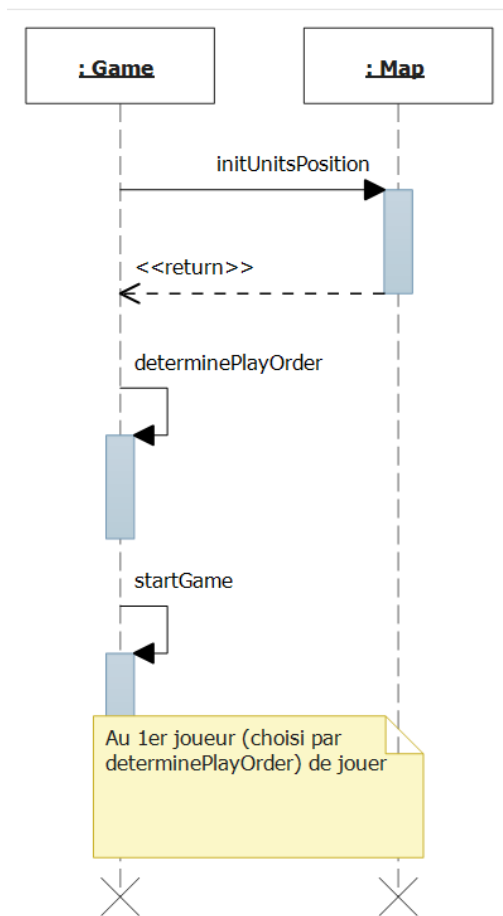 : Game
: Map
initUnitsPosition
<<return>>
determinePlayOrder
startGame
Au 1er joueur (choisi par
determinePlayOrder) de jouer